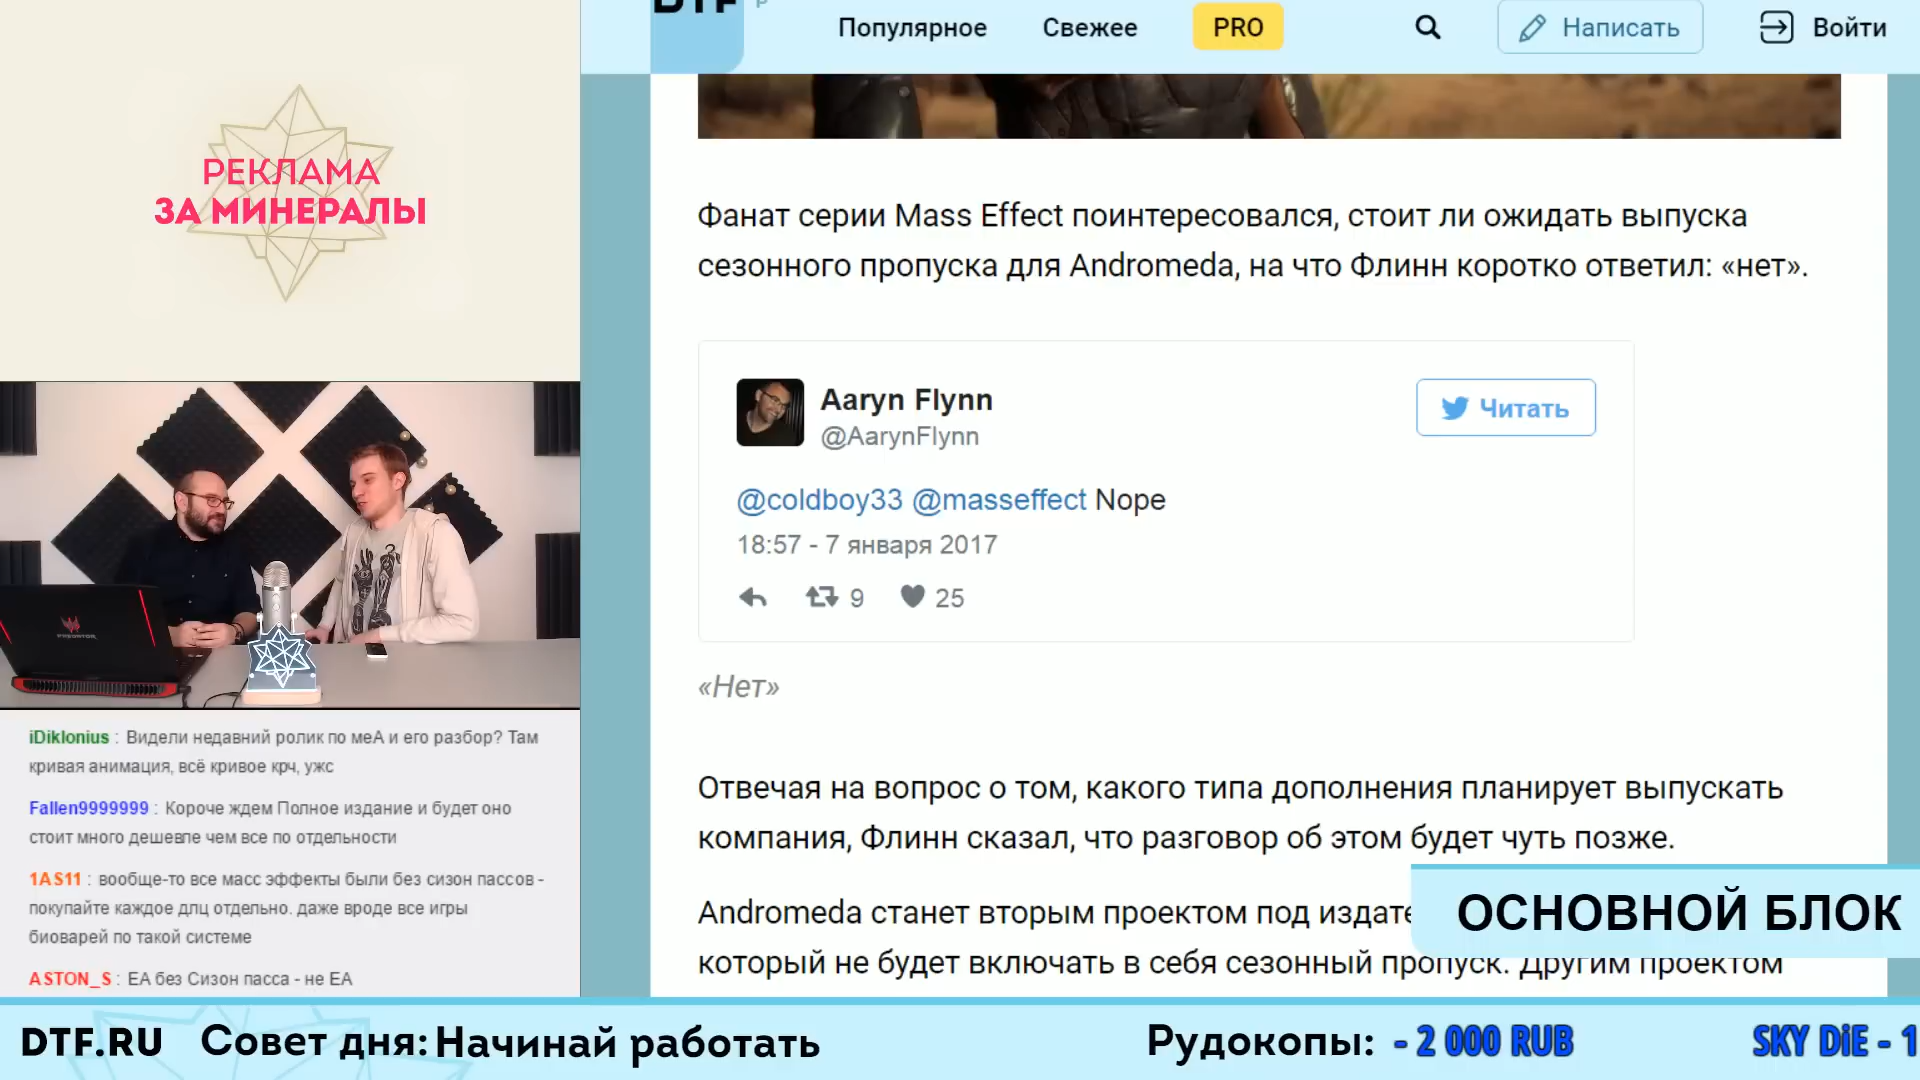 РЕКЛАМА
ЗА МИНЕРАЛЫ
DTF
Популярное
Свежее
PRO
Написать
Войти
Фанат серии Mass Effect поинтересовался, стоит ли ожидать выпуска
сезонного пропуска для Andromeda, на что Флинн коротко ответил: «нет».
Aaryn Flynn
@AarynFlynn
Читать
@coldboy33 @masseffect Nope
18:57 - 7 января 2017
9
25
«Нет»
Отвечая на вопрос о том, какого типа дополнения планирует выпускать
компания, Флинн сказал, что разговор об этом будет чуть позже.
Andromeda станет вторым проектом под издате
который не будет включать в себя сезонный пропуск. Другим проектом
ОСНОВНОЙ БЛОК
PREDATOR
iDiklonius : Видели недавний ролик по меА и его разбор? Там
кривая анимация, всё кривое крч, ужс
Fallen9999999 : Короче ждем Полное издание и будет оно
стоит много дешевле чем все по отдельности
1AS11 : вообще-то все масс эффекты были без сизон пассов -
покупайте каждое длц отдельно. даже вроде все игры
биоварей по такой системе
ASTON_S : EA без Сизон пасса - не EA
DTF.RU
Совет дня: Начинай работать
Рудокопы: - 2 000 RUB
SKY DiE - 1